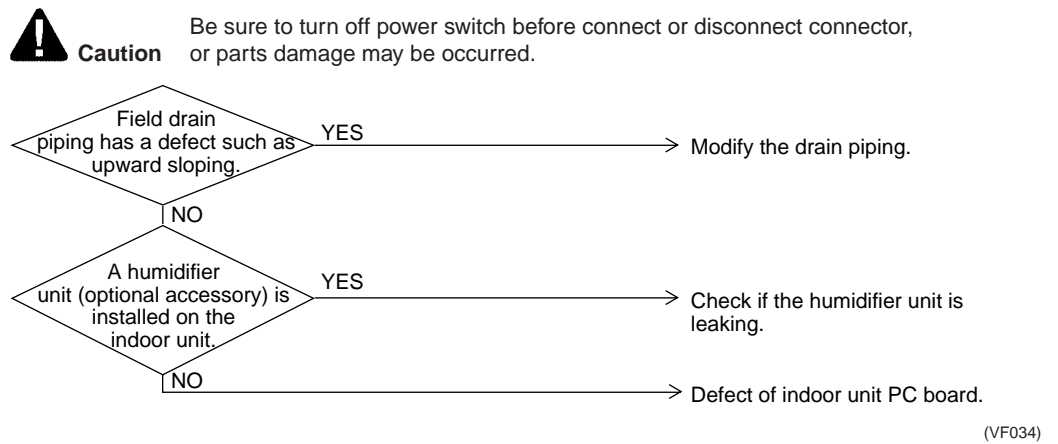 Be sure to turn off power switch before connect or disconnect connector,
Caution or parts damage may be occurred.
Field drain
piping has a defect such as
upward sloping.
YES
Modify the drain piping.
NO
A humidifier
unit (optional accessory) is
installed on the
indoor unit.
YES
Check if the humidifier unit is
leaking.
NO
Defect of indoor unit PC board.
(VF034)